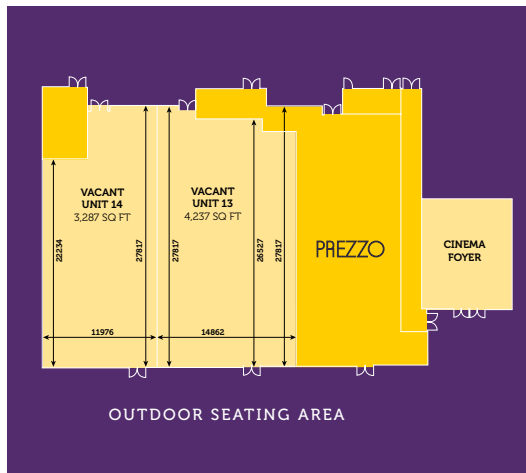 VACANT
UNIT 14
3,287 SQ FT
VACANT
UNIT 13
4,237 SQ FT
PREZZO
CINEMA
FOYER
22234
27817
27817
26527
27817
11976
14862
OUTDOOR SEATING AREA